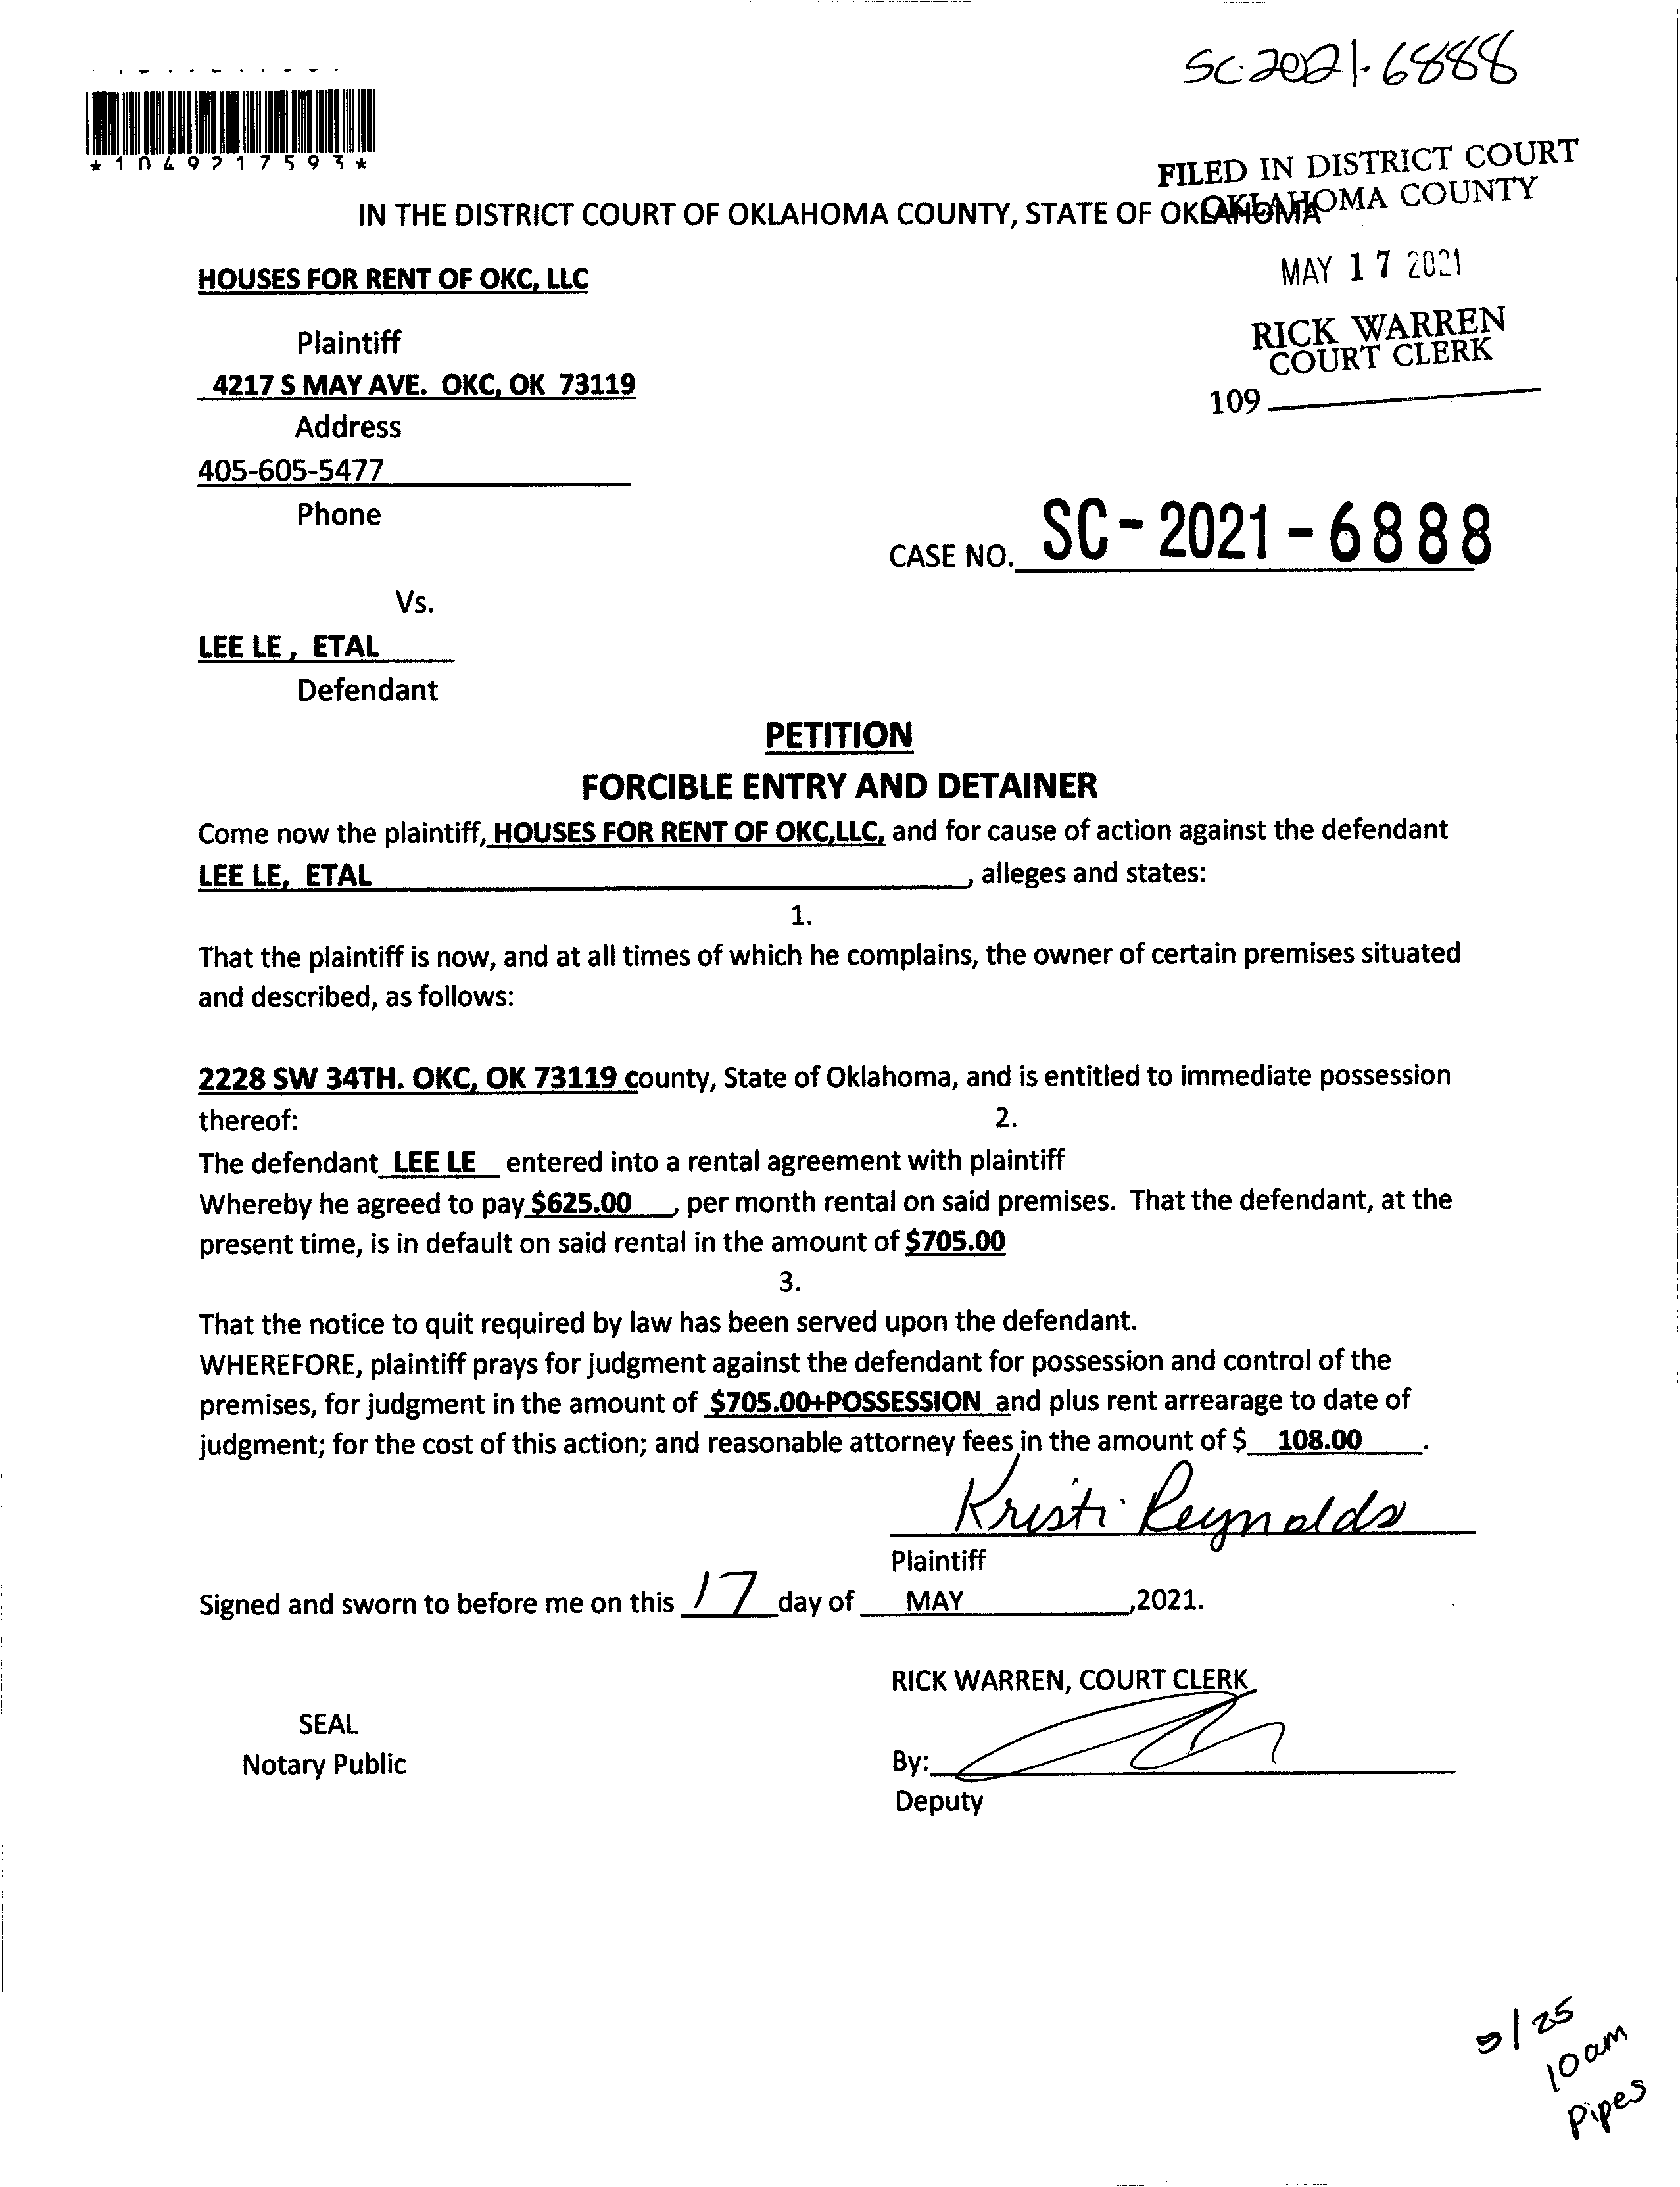 SC-2021-6888
*1049217593*
FILED IN DISTRICT COURT
OKLAHOMA COUNTY
IN THE DISTRICT COURT OF OKLAHOMA COUNTY, STATE OF OKLAHOMA
HOUSES FOR RENT OF OKC, LLC
MAY 17 2021
Plaintiff
RICK WARREN
COURT CLERK
4217 S MAY AVE. OKC, OK 73119
109
Address
405-605-5477
Phone
CASE NO. SC-2021-6888
Vs.
LEE LE, ETAL
Defendant
PETITION
FORCIBLE ENTRY AND DETAINER
Come now the plaintiff, HOUSES FOR RENT OF OKC,LLC, and for cause of action against the defendant
LEE LE, ETAL, alleges and states:
1.
That the plaintiff is now, and at all times of which he complains, the owner of certain premises situated
and described, as follows:
2228 SW 34TH. OKC, OK 73119 county, State of Oklahoma, and is entitled to immediate possession
thereof: 2.
The defendant LEE LE entered into a rental agreement with plaintiff
Whereby he agreed to pay $625.00, per month rental on said premises. That the defendant, at the
present time, is in default on said rental in the amount of $705.00
3.
That the notice to quit required by law has been served upon the defendant.
WHEREFORE, plaintiff prays for judgment against the defendant for possession and control of the
premises, for judgment in the amount of $705.00+POSSESSION and plus rent arrearage to date of
judgment; for the cost of this action; and reasonable attorney fees in the amount of $ 108.00.
Kristi Reynolds
Plaintiff
Signed and sworn to before me on this 17 day of MAY, 2021.
RICK WARREN, COURT CLERK
SEAL
Notary Public
By:
Deputy
5/25
10am
Pipes